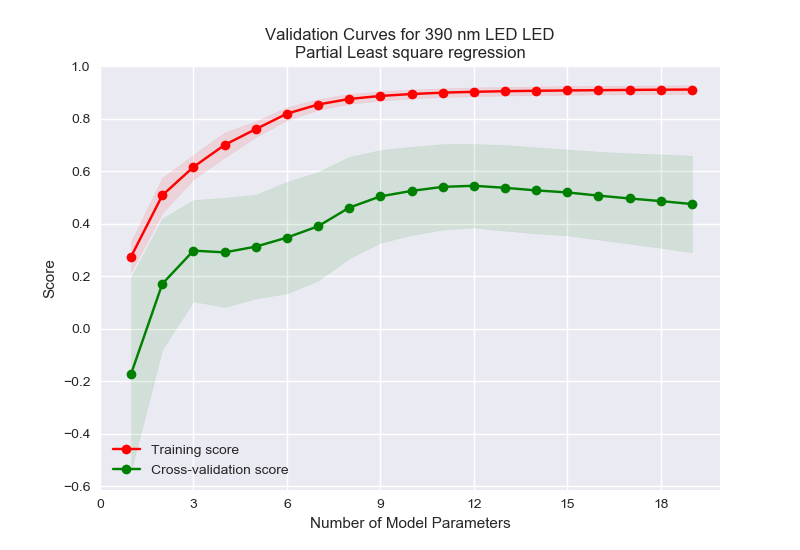 Validation Curves for 390 nm LED LED
Partial Least square regression
1.0
0.8
0.6
0.4
0.2
0.0
−0.2
−0.4
−0.6
Score
Training score
Cross-validation score
0 3 6 9 12 15 18
Number of Model Parameters